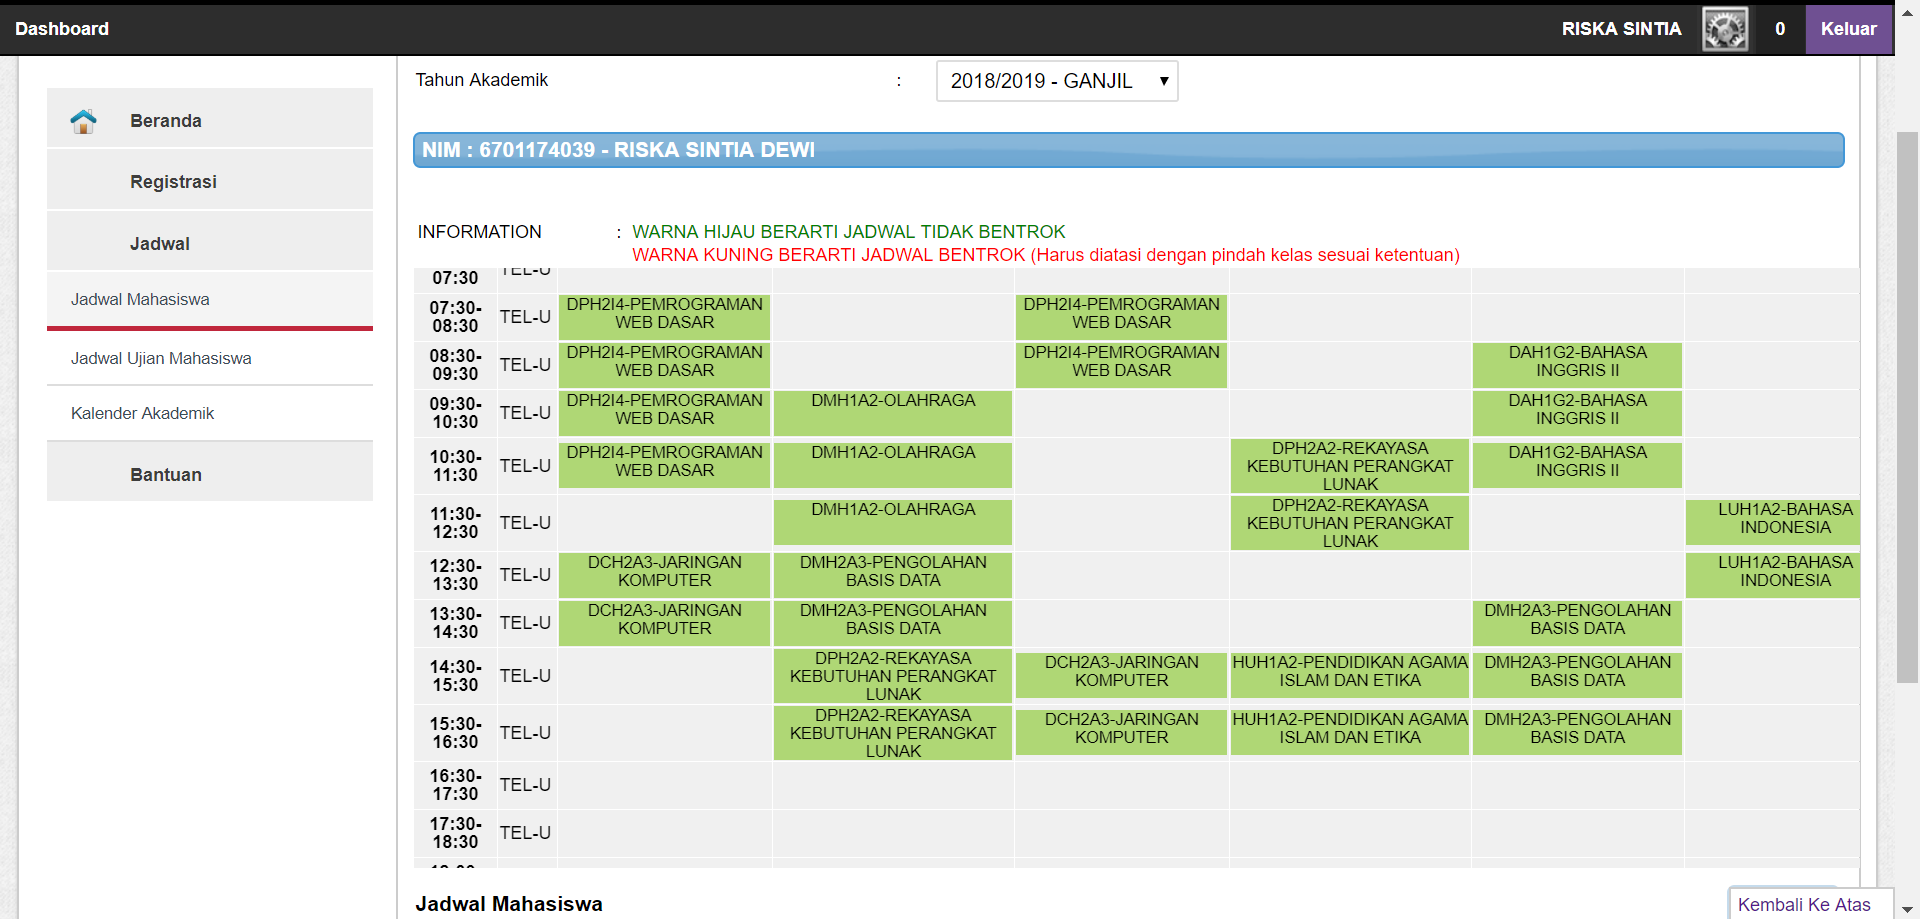 Dashboard
RISKA SINTIA
0
Keluar
Beranda
Registrasi
Jadwal
Jadwal Mahasiswa
Jadwal Ujian Mahasiswa
Kalender Akademik
Bantuan
Tahun Akademik : 2018/2019 - GANJIL
NIM : 6701174039 - RISKA SINTIA DEWI
INFORMATION : WARNA HIJAU BERARTI JADWAL TIDAK BENTROK
WARNA KUNING BERARTI JADWAL BENTROK (Harus diatasi dengan pindah kelas sesuai ketentuan)
07:30 TEL-U
07:30-
08:30
TEL-U
DPH2I4-PEMROGRAMAN
WEB DASAR
DPH2I4-PEMROGRAMAN
WEB DASAR
08:30-
09:30
TEL-U
DPH2I4-PEMROGRAMAN
WEB DASAR
DPH2I4-PEMROGRAMAN
WEB DASAR
DAH1G2-BAHASA
INGGRIS II
09:30-
10:30
TEL-U
DPH2I4-PEMROGRAMAN
WEB DASAR
DMH1A2-OLAHRAGA
DAH1G2-BAHASA
INGGRIS II
10:30-
11:30
TEL-U
DPH2I4-PEMROGRAMAN
WEB DASAR
DMH1A2-OLAHRAGA
DPH2A2-REKAYASA
KEBUTUHAN PERANGKAT
LUNAK
DAH1G2-BAHASA
INGGRIS II
11:30-
12:30
TEL-U
DMH1A2-OLAHRAGA
DPH2A2-REKAYASA
KEBUTUHAN PERANGKAT
LUNAK
LUH1A2-BAHASA
INDONESIA
12:30-
13:30
TEL-U
DCH2A3-JARINGAN
KOMPUTER
DMH2A3-PENGOLAHAN
BASIS DATA
LUH1A2-BAHASA
INDONESIA
13:30-
14:30
TEL-U
DCH2A3-JARINGAN
KOMPUTER
DMH2A3-PENGOLAHAN
BASIS DATA
DMH2A3-PENGOLAHAN
BASIS DATA
14:30-
15:30
TEL-U
DPH2A2-REKAYASA
KEBUTUHAN PERANGKAT
LUNAK
DCH2A3-JARINGAN
KOMPUTER
HUH1A2-PENDIDIKAN AGAMA
ISLAM DAN ETIKA
DMH2A3-PENGOLAHAN
BASIS DATA
15:30-
16:30
TEL-U
DPH2A2-REKAYASA
KEBUTUHAN PERANGKAT
LUNAK
DCH2A3-JARINGAN
KOMPUTER
HUH1A2-PENDIDIKAN AGAMA
ISLAM DAN ETIKA
DMH2A3-PENGOLAHAN
BASIS DATA
16:30-
17:30
TEL-U
17:30-
18:30
TEL-U
Jadwal Mahasiswa
Kembali Ke Atas